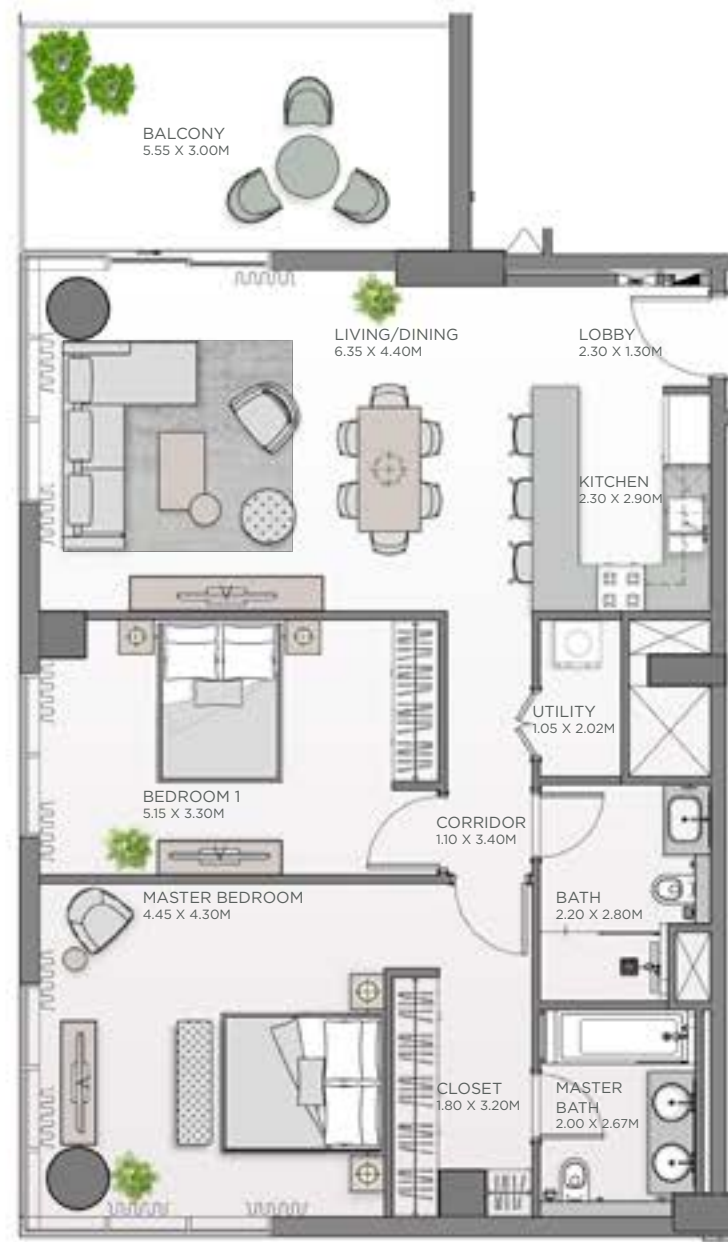 BALCONY
5.55 X 3.00M
LIVING/DINING
6.35 X 4.40M
LOBBY
2.30 X 1.30M
KITCHEN
2.30 X 2.90M
UTILITY
1.05 X 2.02M
BEDROOM 1
5.15 X 3.30M
CORRIDOR
1.10 X 3.40M
MASTER BEDROOM
4.45 X 4.30M
BATH
2.20 X 2.80M
CLOSET
1.80 X 3.20M
MASTER
BATH
2.00 X 2.67M